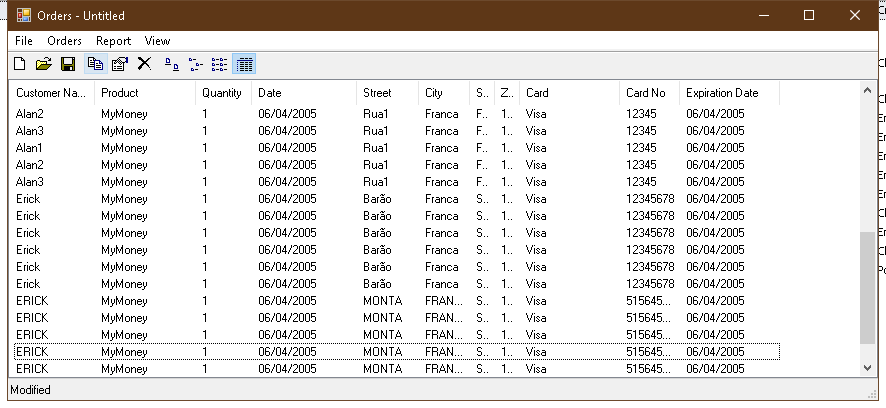 Orders - Untitled
File Orders Report View
Customer Na... Product Quantity Date Street City S.. Z.. Card Card No Expiration Date
Alan2 MyMoney 1 06/04/2005 Rua1 Franca F.. 1.. Visa 12345 06/04/2005
Alan3 MyMoney 1 06/04/2005 Rua1 Franca F.. 1.. Visa 12345 06/04/2005
Alan1 MyMoney 1 06/04/2005 Rua1 Franca F.. 1.. Visa 12345 06/04/2005
Alan2 MyMoney 1 06/04/2005 Rua1 Franca F.. 1.. Visa 12345 06/04/2005
Alan3 MyMoney 1 06/04/2005 Rua1 Franca F.. 1.. Visa 12345 06/04/2005
Erick MyMoney 1 06/04/2005 Barão Franca S.. 1.. Visa 12345678 06/04/2005
Erick MyMoney 1 06/04/2005 Barão Franca S.. 1.. Visa 12345678 06/04/2005
Erick MyMoney 1 06/04/2005 Barão Franca S.. 1.. Visa 12345678 06/04/2005
Erick MyMoney 1 06/04/2005 Barão Franca S.. 1.. Visa 12345678 06/04/2005
Erick MyMoney 1 06/04/2005 Barão Franca S.. 1.. Visa 12345678 06/04/2005
Erick MyMoney 1 06/04/2005 Barão Franca S.. 1.. Visa 12345678 06/04/2005
ERICK MyMoney 1 06/04/2005 MONTA FRAN... S.. 1.. Visa 515645... 06/04/2005
ERICK MyMoney 1 06/04/2005 MONTA FRAN... S.. 1.. Visa 515645... 06/04/2005
ERICK MyMoney 1 06/04/2005 MONTA FRAN... S.. 1.. Visa 515645... 06/04/2005
ERICK MyMoney 1 06/04/2005 MONTA FRAN... S.. 1.. Visa 515645... 06/04/2005
ERICK MyMoney 1 06/04/2005 MONTA FRAN... S.. 1.. Visa 515645... 06/04/2005
Modified